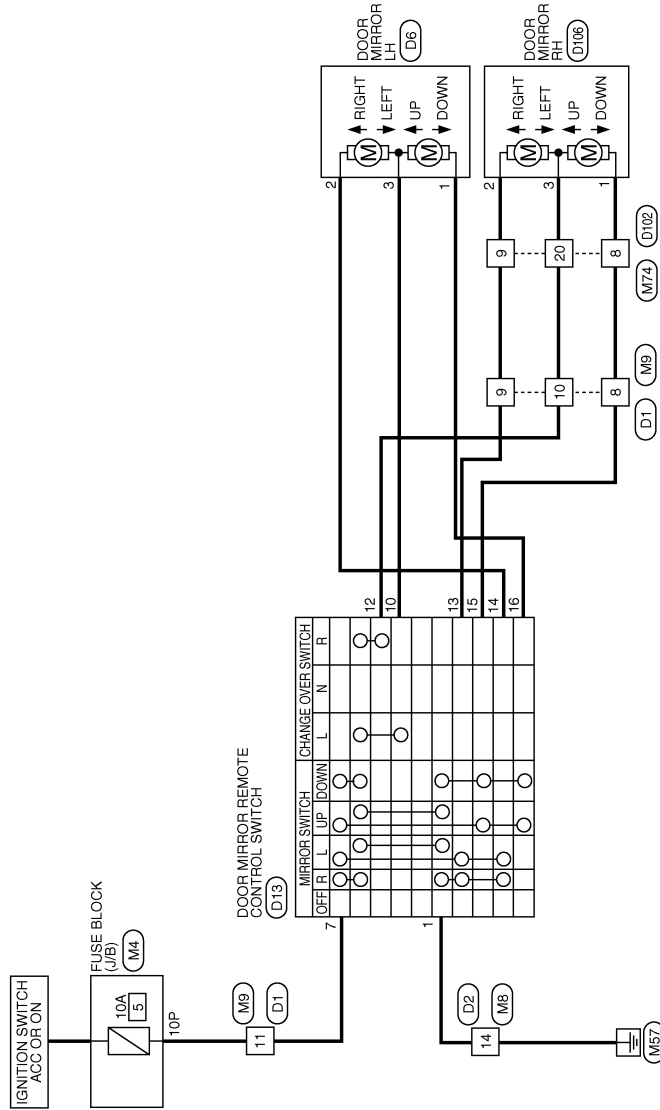 IGNITION SWITCH
ACC OR ON
FUSE BLOCK
(J/B)
M4
10A
5
10P
M9
D1
11
DOOR MIRROR REMOTE
CONTROL SWITCH
D13
7
1
D2
M8
14
M57
MIRROR SWITCH
CHANGE OVER SWITCH
OFF
R
L
UP
DOWN
L
N
R
12
10
13
15
14
16
DOOR
MIRROR
LH
D6
2
3
1
M
M
RIGHT
LEFT
UP
DOWN
DOOR
MIRROR
RH
D106
2
3
1
M
M
RIGHT
LEFT
UP
DOWN
9
10
8
D1
M9
9
20
8
M74
D102